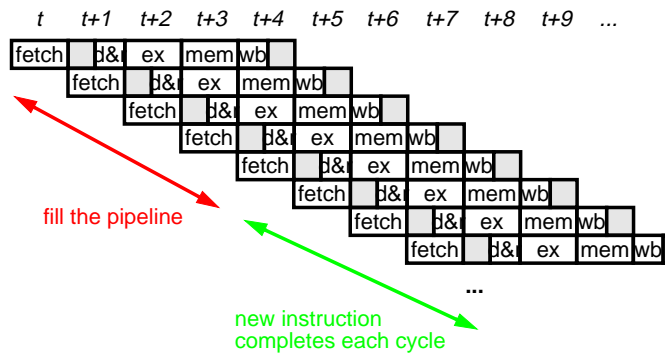 t t+1 t+2 t+3 t+4 t+5 t+6 t+7 t+8 t+9 ...
fetch d&r ex mem wb
fetch d&r ex mem wb
fetch d&r ex mem wb
fetch d&r ex mem wb
fetch d&r ex mem wb
fetch d&r ex mem wb
fetch d&r ex mem wb
fetch d&r ex mem wb
fill the pipeline
...
new instruction
completes each cycle